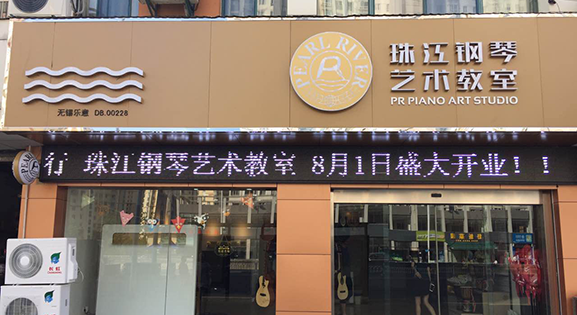 PEARL RIVER
珠江钢琴
艺术教室
PR PIANO ART STUDIO
无锡乐意 DB.00228
行 珠江钢琴艺术教室 8月1日盛大开业！！